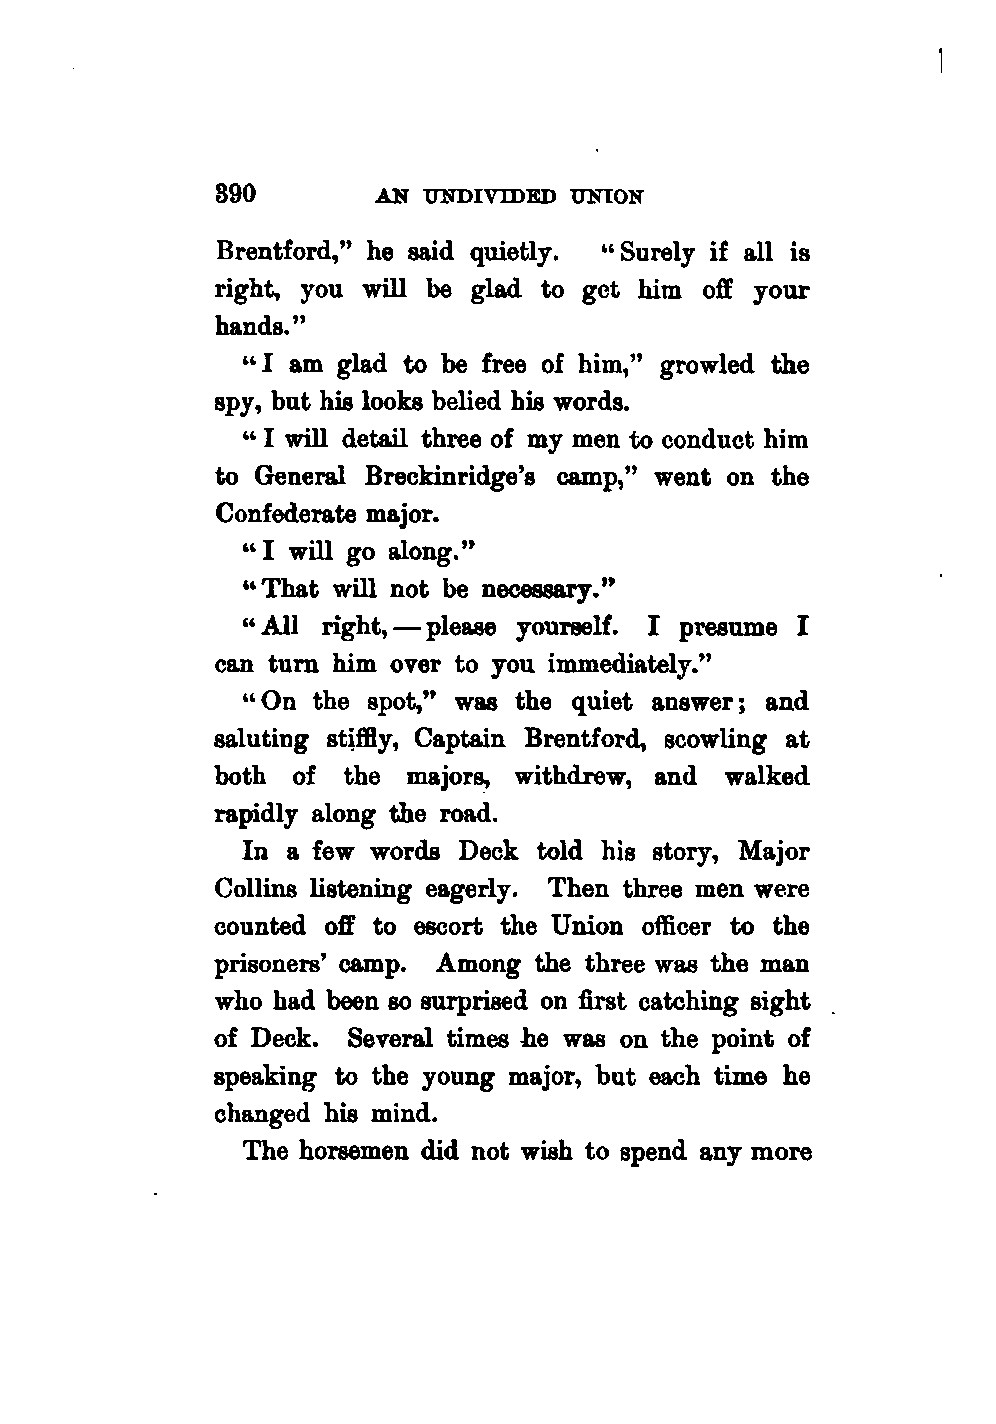 390 AN UNDIVIDED UNION
Brentford,” he said quietly. “Surely if all is
right, you will be glad to get him off your
hands.”
“I am glad to be free of him,” growled the
spy, but his looks belied his words.
“I will detail three of my men to conduct him
to General Breckinridge’s camp,” went on the
Confederate major.
“I will go along.”
“That will not be necessary.”
“All right,—please yourself. I presume I
can turn him over to you immediately.”
“On the spot,” was the quiet answer; and
saluting stiffly, Captain Brentford, scowling at
both of the majors, withdrew, and walked
rapidly along the road.
In a few words Deck told his story, Major
Collins listening eagerly. Then three men were
counted off to escort the Union officer to the
prisoners’ camp. Among the three was the man
who had been so surprised on first catching sight
of Deck. Several times he was on the point of
speaking to the young major, but each time he
changed his mind.
The horsemen did not wish to spend any more